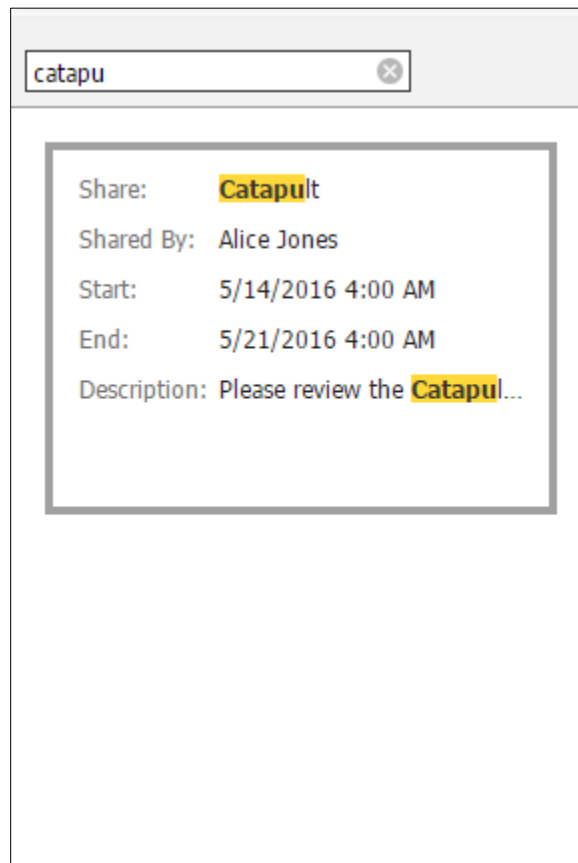 catapu
Share: Catapult
Shared By: Alice Jones
Start: 5/14/2016 4:00 AM
End: 5/21/2016 4:00 AM
Description: Please review the Catapul...